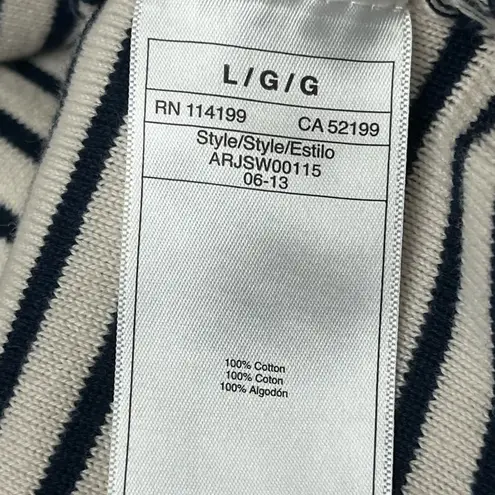 L/G/G
RN 114199 CA 52199
Style/Style/Estilo
ARJSW00115
06-13
100% Cotton
100% Coton
100% Algodón